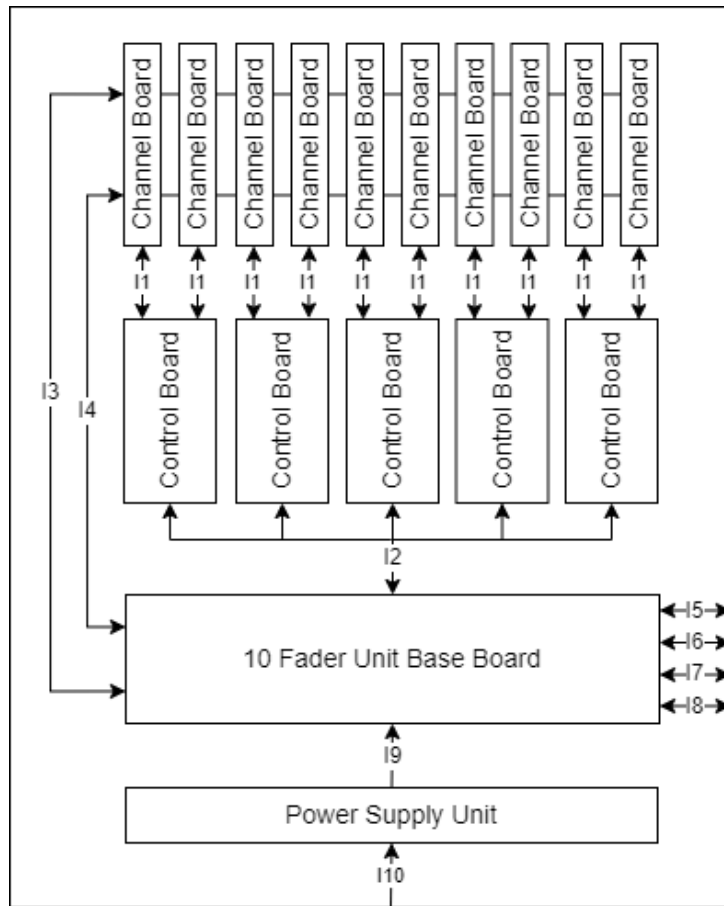 Channel Board
Channel Board
Channel Board
Channel Board
Channel Board
Channel Board
Channel Board
Channel Board
Channel Board
Channel Board
I1
I1
I1
I1
I1
I1
I1
I1
I1
I1
Control Board
Control Board
Control Board
Control Board
Control Board
I3
I4
I2
10 Fader Unit Base Board
I5
I6
I7
I8
I9
Power Supply Unit
I10